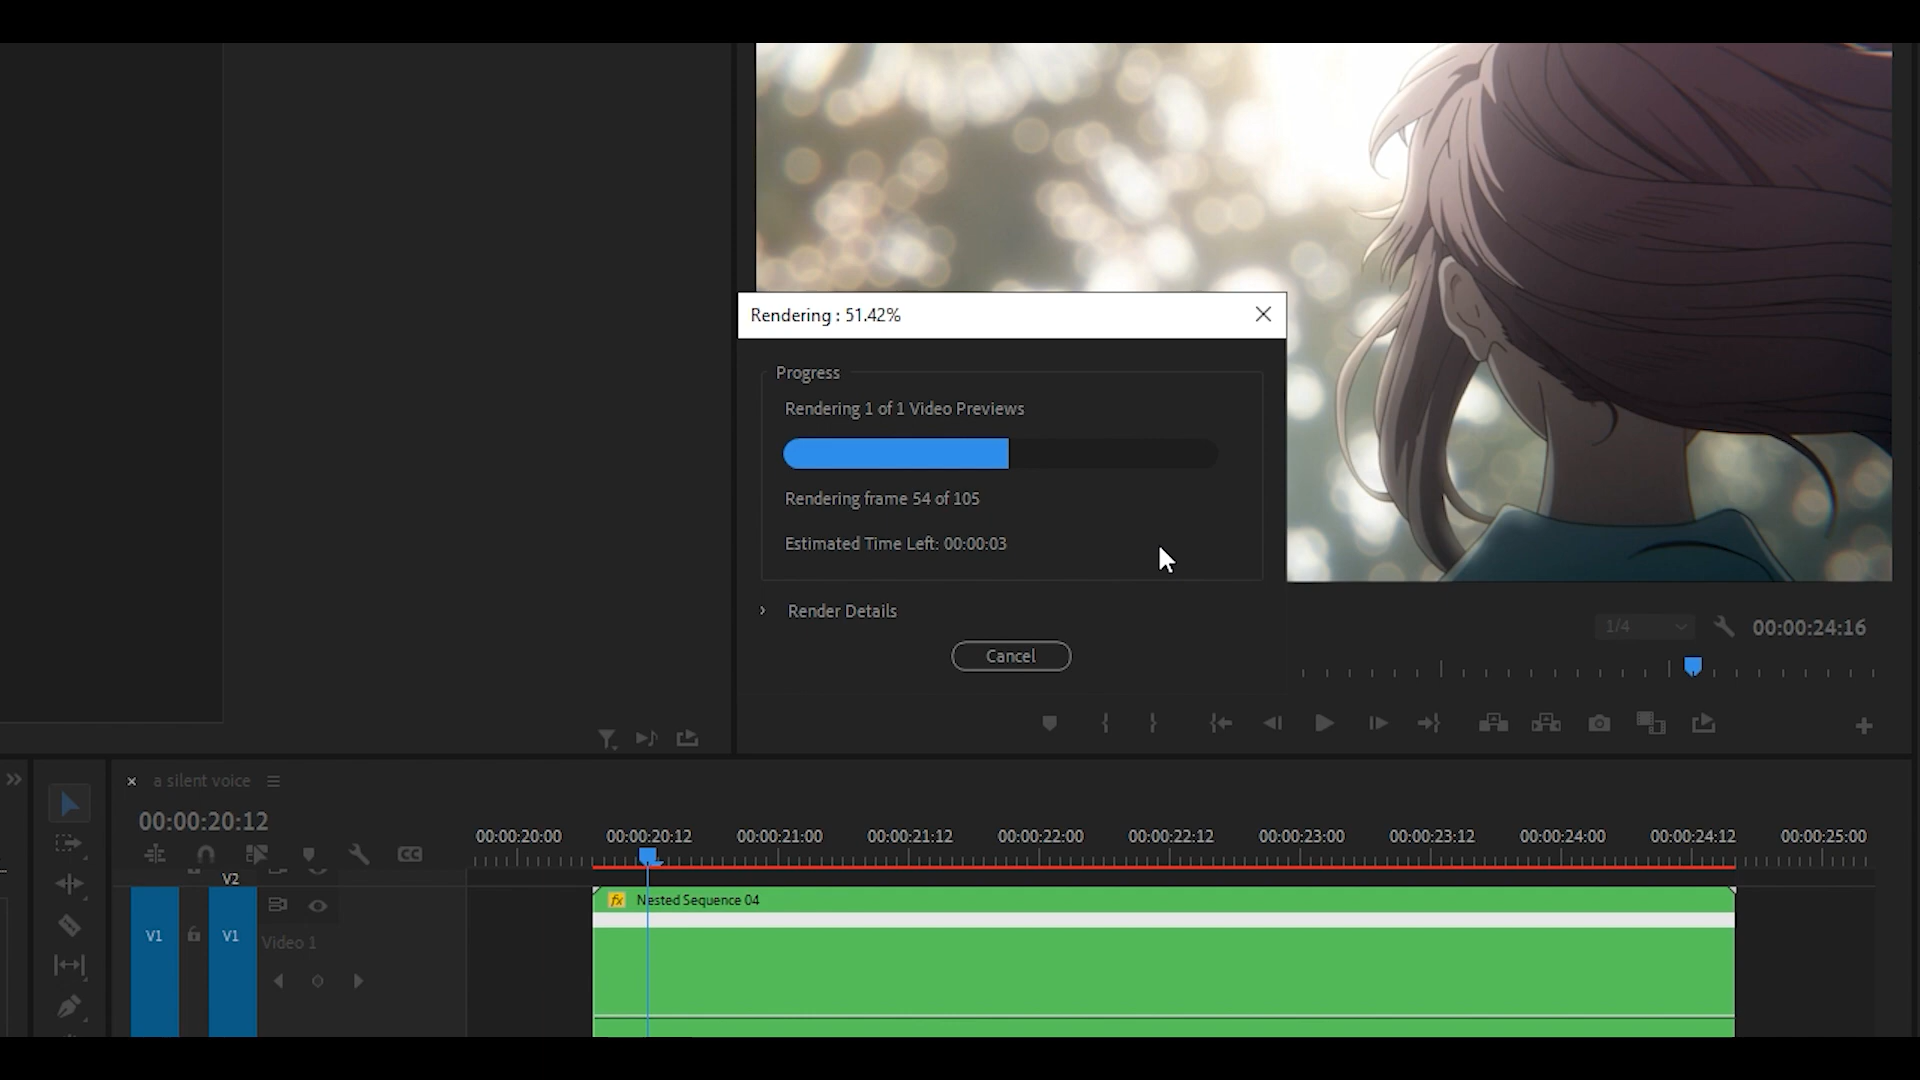 Rendering : 51.42%
Progress
Rendering 1 of 1 Video Previews
Rendering frame 54 of 105
Estimated Time Left: 00:00:03
Render Details
Cancel
1/4
00:00:24:16
a silent voice
00:00:20:12
00:00:20:00 00:00:20:12 00:00:21:00 00:00:21:12 00:00:22:00 00:00:22:12 00:00:23:00 00:00:23:12 00:00:24:00 00:00:24:12 00:00:25:00
CC
V2
fx Nested Sequence 04
V1 V1 Video 1